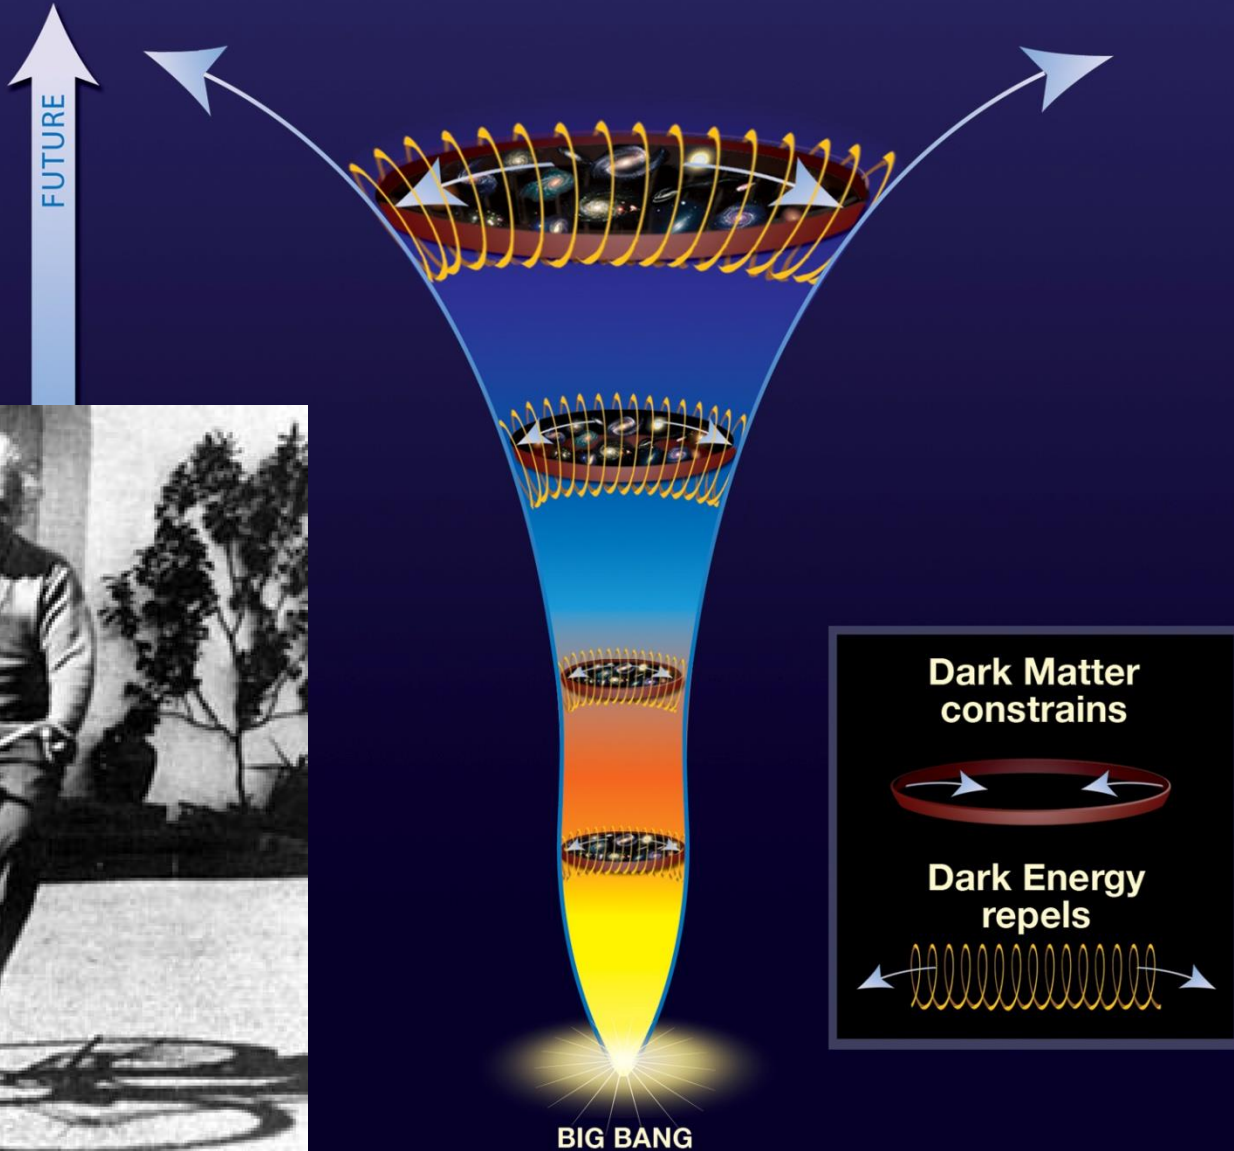 FUTURE
Dark Matter
constrains
Dark Energy
repels
BIG BANG